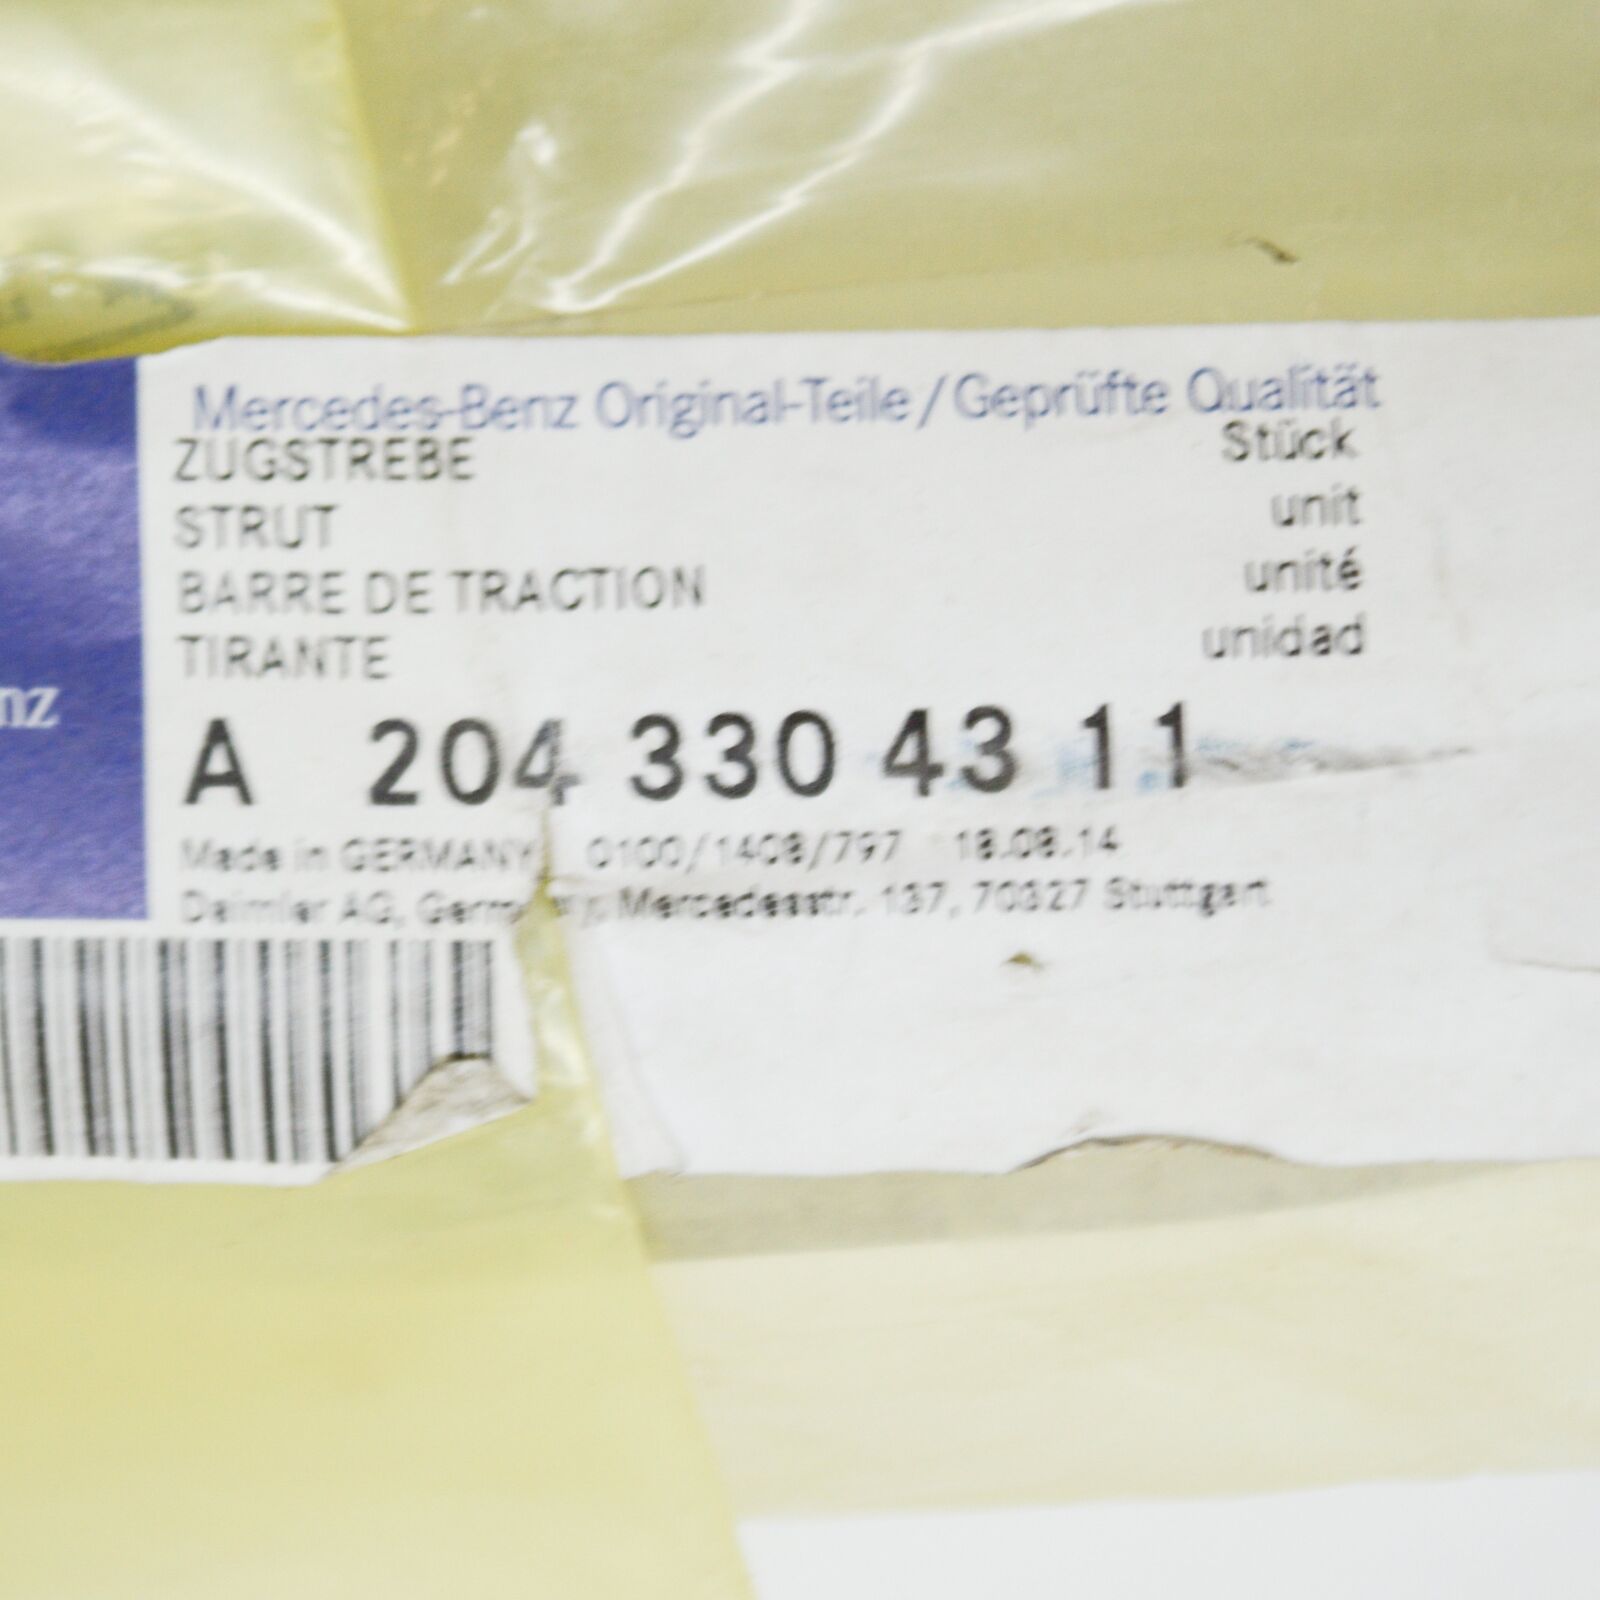 Mercedes-Benz Original-Teile/Geprüfte Qualität
ZUGSTREBE Stück
STRUT unit
BARRE DE TRACTION unité
TIRANTE unidad
nz
A 204 330 43 11
Made in GERMANY 0100/1408/797 18.08.14
Daimler AG, Germany, Mercedesstr. 137, 70327 Stuttgart